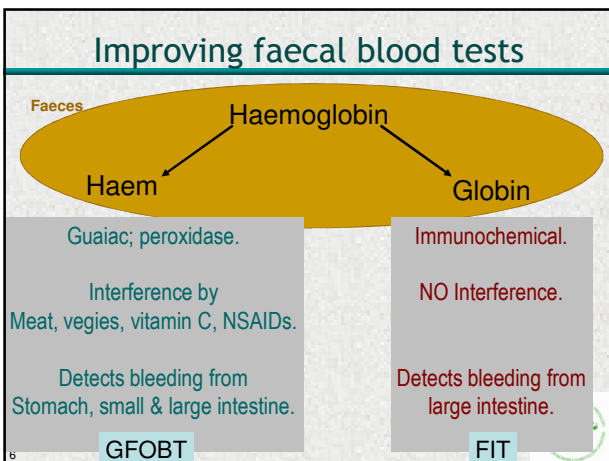 Improving faecal blood tests
Faeces
Haemoglobin
Haem
Globin
Guaiac; peroxidase.
Interference by
Meat, vegies, vitamin C, NSAIDs.
Detects bleeding from
Stomach, small & large intestine.
GFOBT
Immunochemical.
NO Interference.
Detects bleeding from
large intestine.
FIT
6